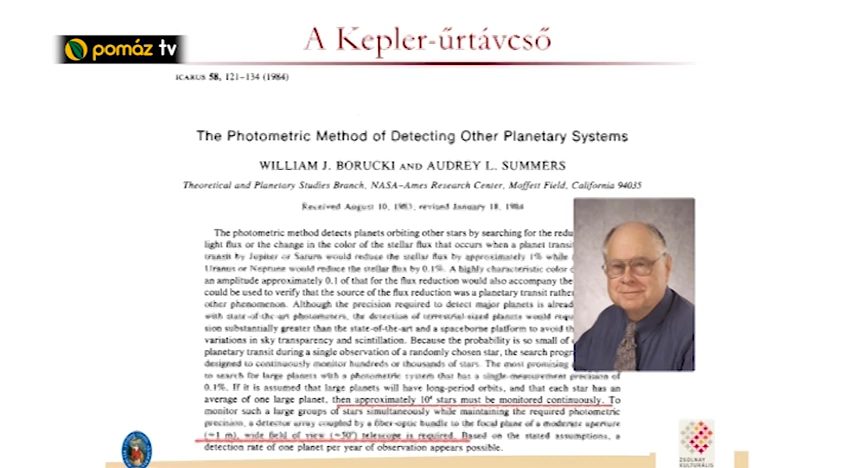 pomáz tv
A Kepler-űrtávcső
ICARUS 58, 121–134 (1984)
The Photometric Method of Detecting Other Planetary Systems
WILLIAM J. BORUCKI AND AUDREY L. SUMMERS
Theoretical and Planetary Studies Branch, NASA–Ames Research Center, Moffett Field, California 94035
Received August 10, 1983; revised January 18, 1984
The photometric method detects planets orbiting other stars by searching for the redu
light flux or the change in the color of the stellar flux that occurs when a planet transi
transit by Jupiter or Saturn would reduce the stellar flux by approximately 1% while
Uranus or Neptune would reduce the stellar flux by 0.1%. A highly characteristic color
an amplitude approximately 0.1 of that for the flux reduction would also accompany the
could be used to verify that the source of the flux reduction was a planetary transit rathe
other phenomenon. Although the precision required to detect major planets is alread
with state-of-the-art photometers, the detection of terrestrial-sized planets would requ
sion substantially greater than the state-of-the-art and a spaceborne platform to avoid th
variations in sky transparency and scintillation. Because the probability is so small of
planetary transit during a single observation of a randomly chosen star, the search progr
designed to continuously monitor hundreds or thousands of stars. The most promising
to search for large planets with a photometric system that has a single-measurement precision of
0.1%. If it is assumed that large planets will have long-period orbits, and that each star has an
average of one large planet, then approximately 10⁴ stars must be monitored continuously. To
monitor such a large groups of stars simultaneously while maintaining the required photometric
precision, a detector array coupled by a fiber-optic bundle to the focal plane of a moderate aperture
(≈1 m), wide field of view (≈50°) telescope is required. Based on the stated assumptions, a
detection rate of one planet per year of observation appears possible.
ZSOLNAY
KULTURÁLIS